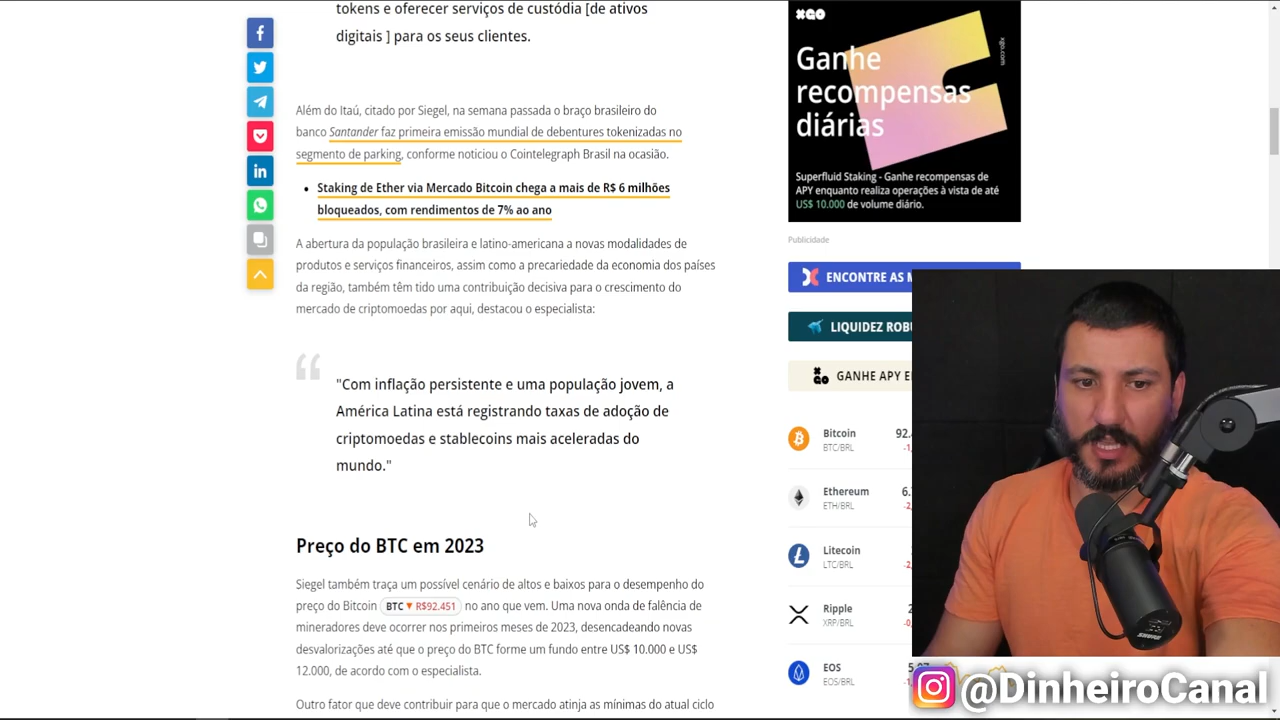 tokens e oferecer serviços de custódia [de ativos
digitais ] para os seus clientes.
Além do Itaú, citado por Siegel, na semana passada o braço brasileiro do
banco Santander faz primeira emissão mundial de debentures tokenizadas no
segmento de parking, conforme noticiou o Cointelegraph Brasil na ocasião.
Staking de Ether via Mercado Bitcoin chega a mais de R$ 6 milhões
bloqueados, com rendimentos de 7% ao ano
A abertura da população brasileira e latino-americana a novas modalidades de
produtos e serviços financeiros, assim como a precariedade da economia dos países
da região, também têm tido uma contribuição decisiva para o crescimento do
mercado de criptomoedas por aqui, destacou o especialista:
"Com inflação persistente e uma população jovem, a
América Latina está registrando taxas de adoção de
criptomoedas e stablecoins mais aceleradas do
mundo."
Preço do BTC em 2023
Siegel também traça um possível cenário de altos e baixos para o desempenho do
preço do Bitcoin BTC ▼ R$92.451 no ano que vem. Uma nova onda de falência de
mineradores deve ocorrer nos primeiros meses de 2023, desencadeando novas
desvalorizações até que o preço do BTC forme um fundo entre US$ 10.000 e US$
12.000, de acordo com o especialista.
Outro fator que deve contribuir para que o mercado atinja as mínimas do atual ciclo
XGO
xgo.com
Ganhe
recompensas
diárias
Superfluid Staking - Ganhe recompensas de
APY enquanto realiza operações à vista de até
US$ 10.000 de volume diário.
Publicidade
ENCONTRE AS
LIQUIDEZ
GANHE APY
Bitcoin
BTC/BRL
Ethereum
ETH/BRL
Litecoin
LTC/BRL
Ripple
XRP/BRL
EOS
EOS/BRL
SHURE
@DinheiroCanal